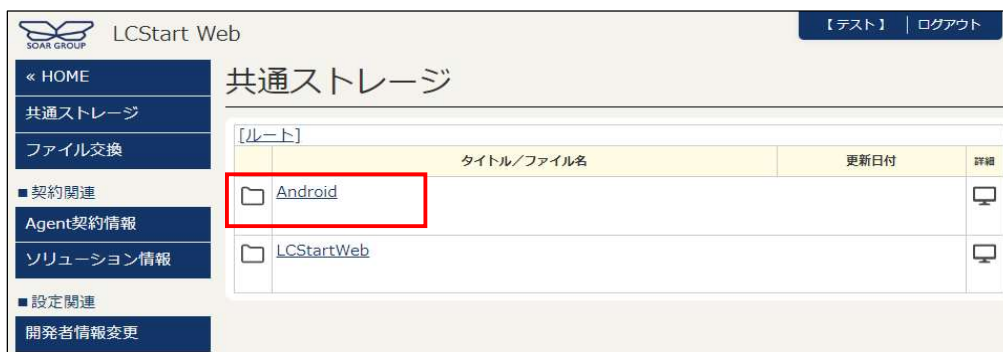 SOAR GROUP
LCStart Web
【テスト】 | ログアウト
« HOME
共通ストレージ
ファイル交換
■契約関連
Agent契約情報
ソリューション情報
■設定関連
開発者情報変更
共通ストレージ
[ルート]
タイトル／ファイル名 更新日付 詳細
Android
LCStartWeb